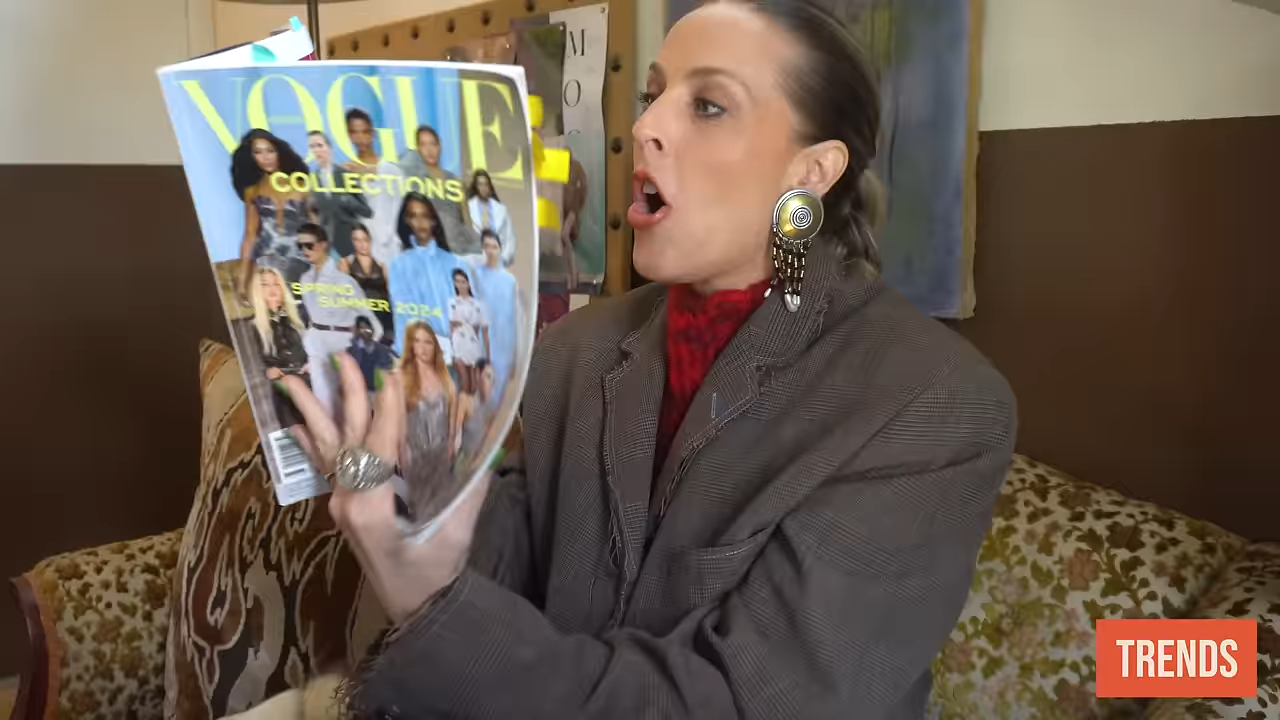 VOGUE
COLLECTIONS
SPRING
SUMMER 2024
M
O
TRENDS